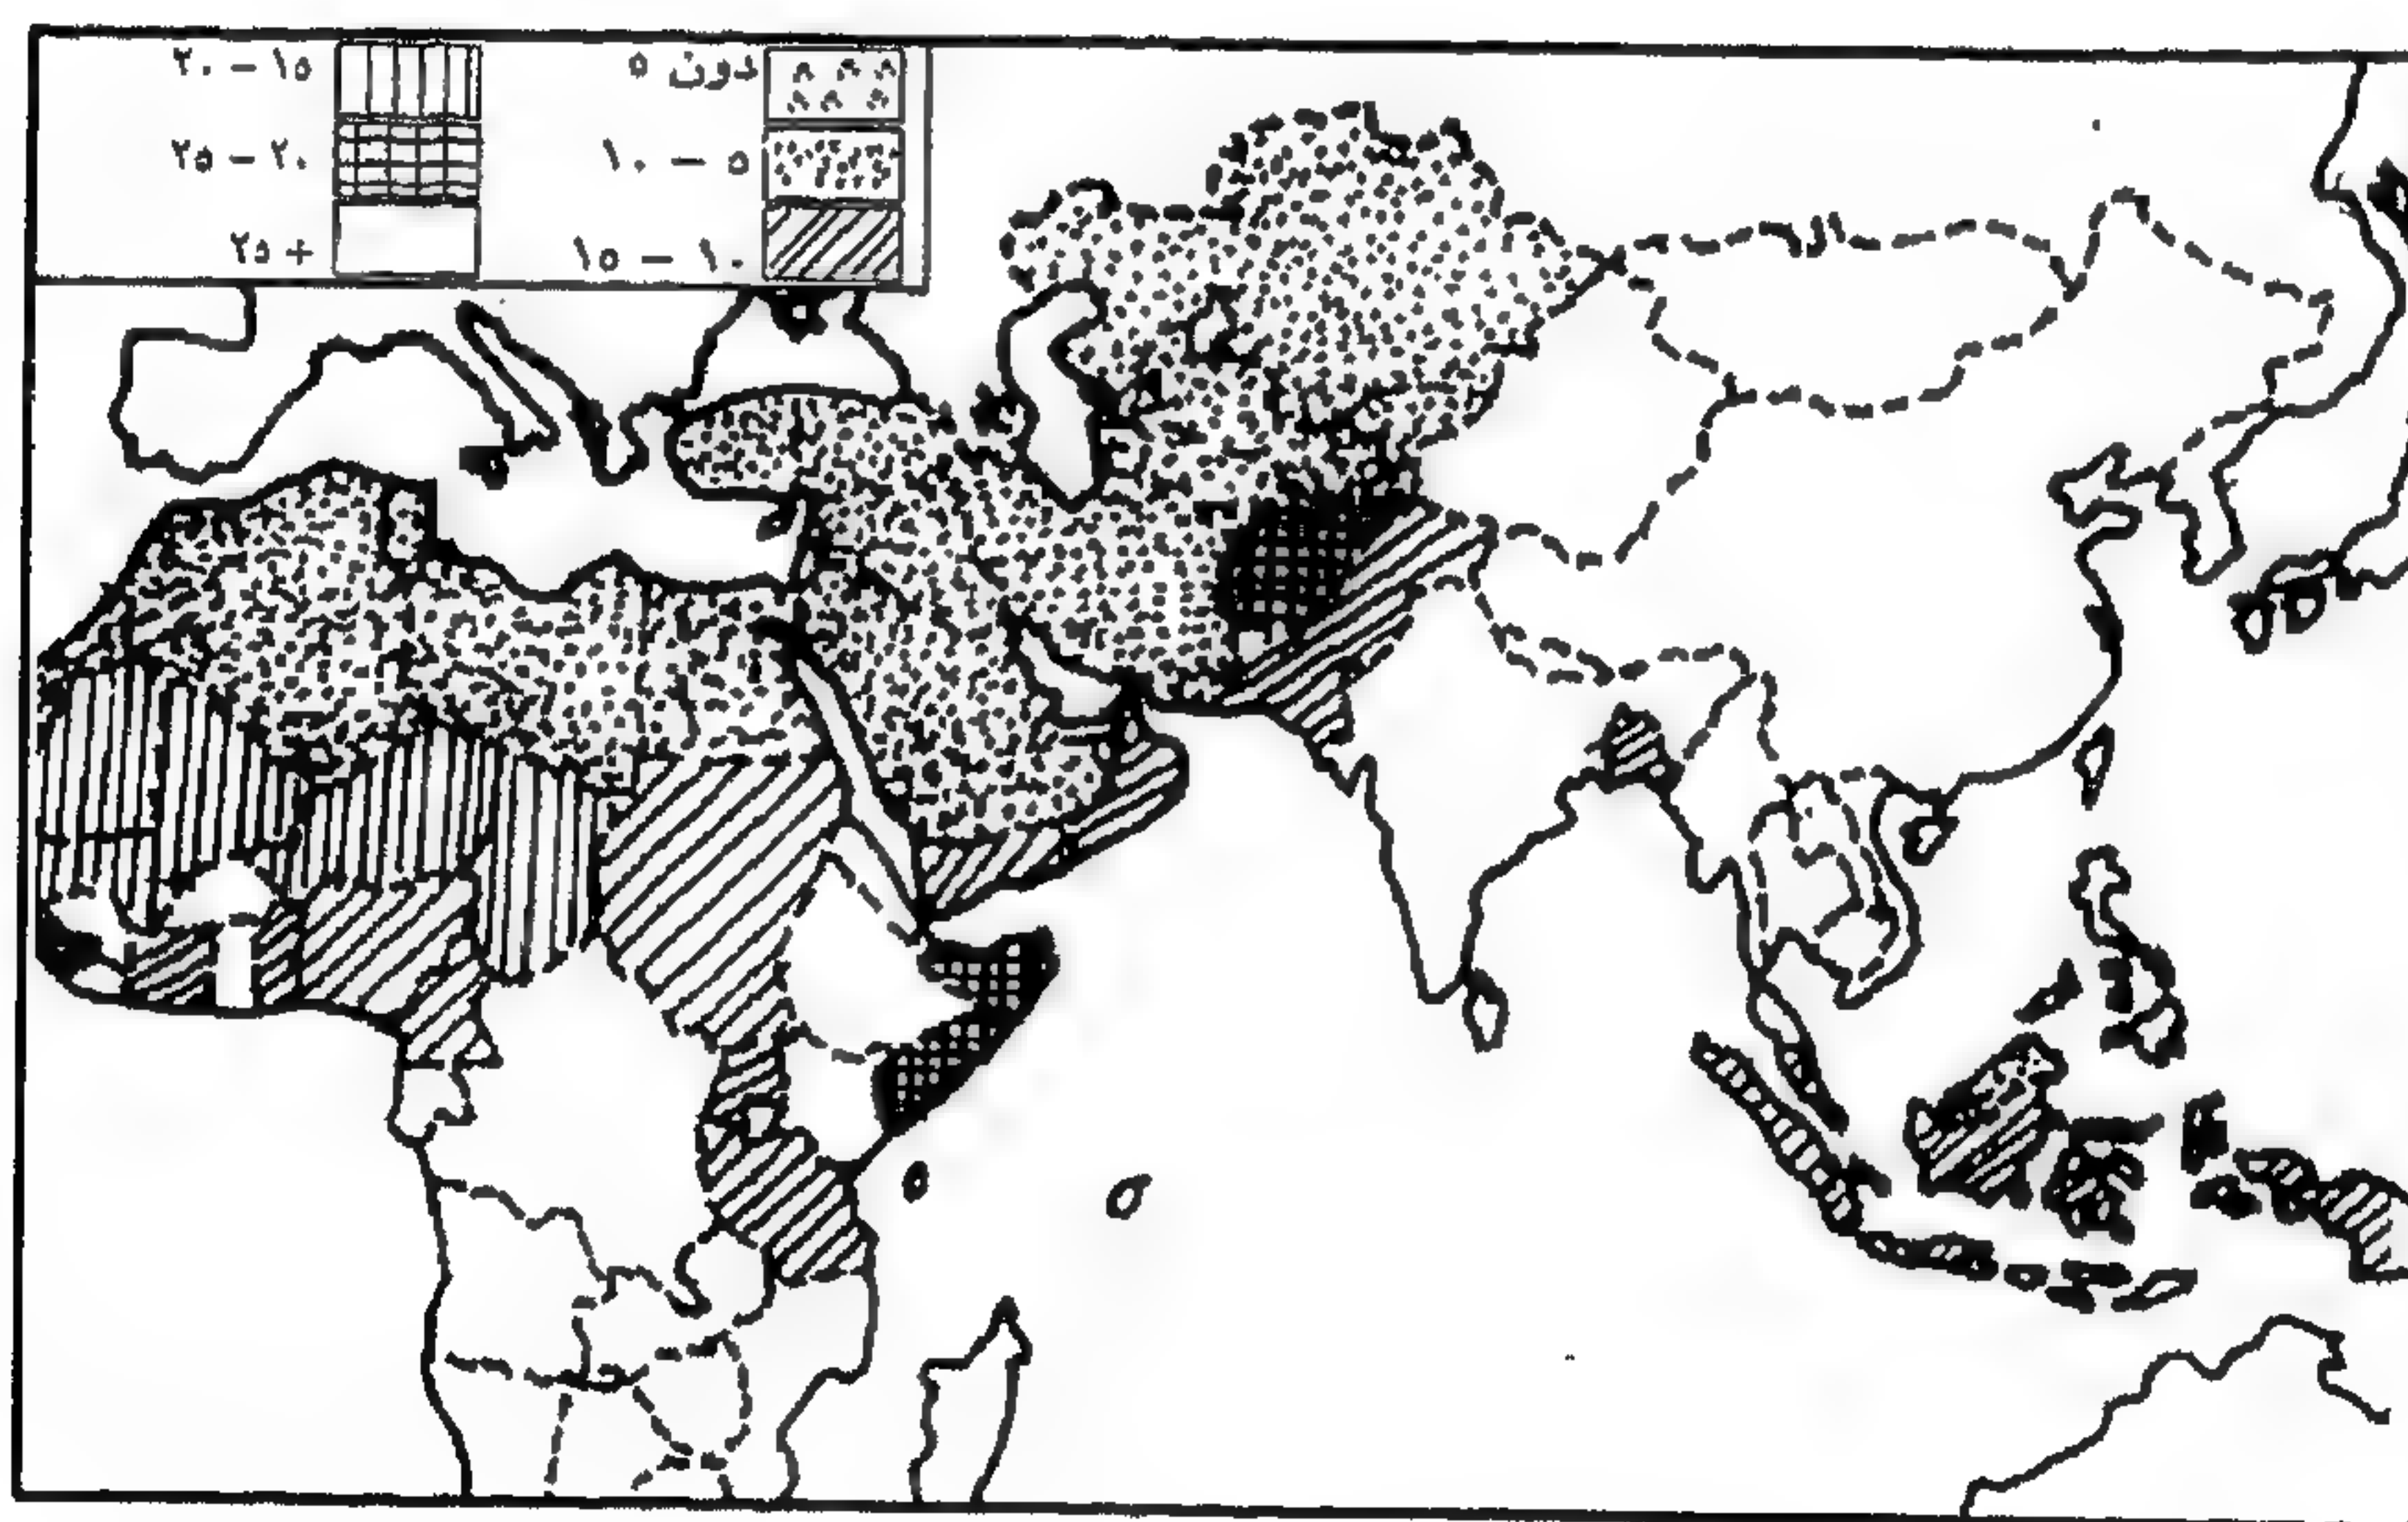 دون ٥
٥ – ١٠
١٠ – ١٥
١٥ – ٢٠
٢٠ – ٢٥
٢٥ +